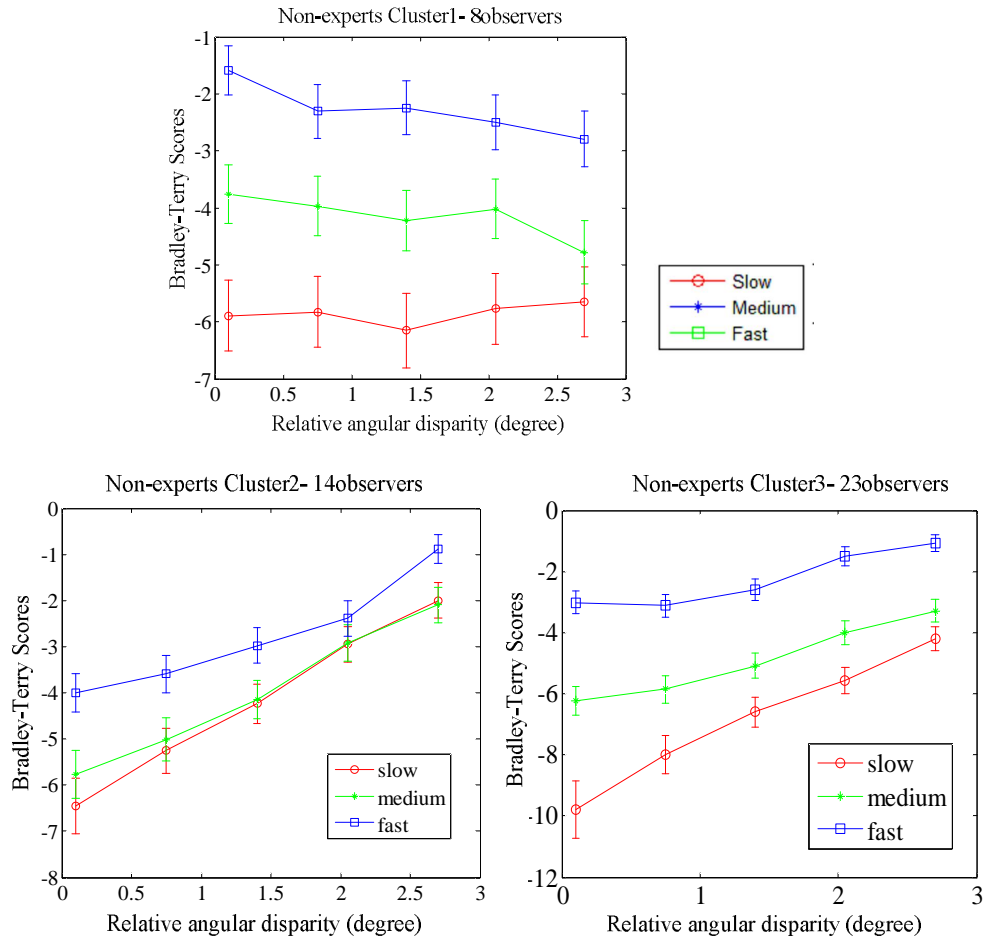 Non-experts Cluster1- 8observers
-1
-2
-3
-4
-5
-6
-7
Bradley-Terry Scores
0 0.5 1 1.5 2 2.5 3
Relative angular disparity (degree)
Slow
Medium
Fast
Non-experts Cluster2- 14observers
0
-1
-2
-3
-4
-5
-6
-7
-8
Bradley-Terry Scores
slow
medium
fast
0 0.5 1 1.5 2 2.5 3
Relative angular disparity (degree)
Non-experts Cluster3- 23observers
0
-2
-4
-6
-8
-10
-12
Bradley-Terry Scores
slow
medium
fast
0 1 2 3
Relative angular disparity (degree)